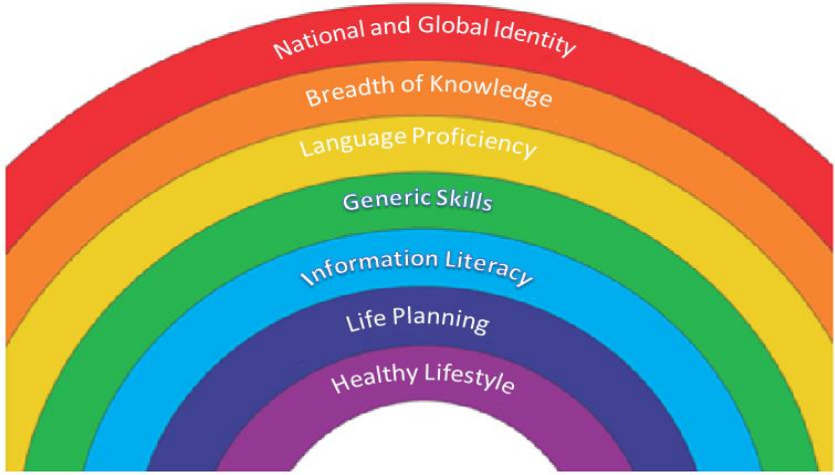 National and Global Identity
Breadth of Knowledge
Language Proficiency
Generic Skills
Information Literacy
Life Planning
Healthy Lifestyle